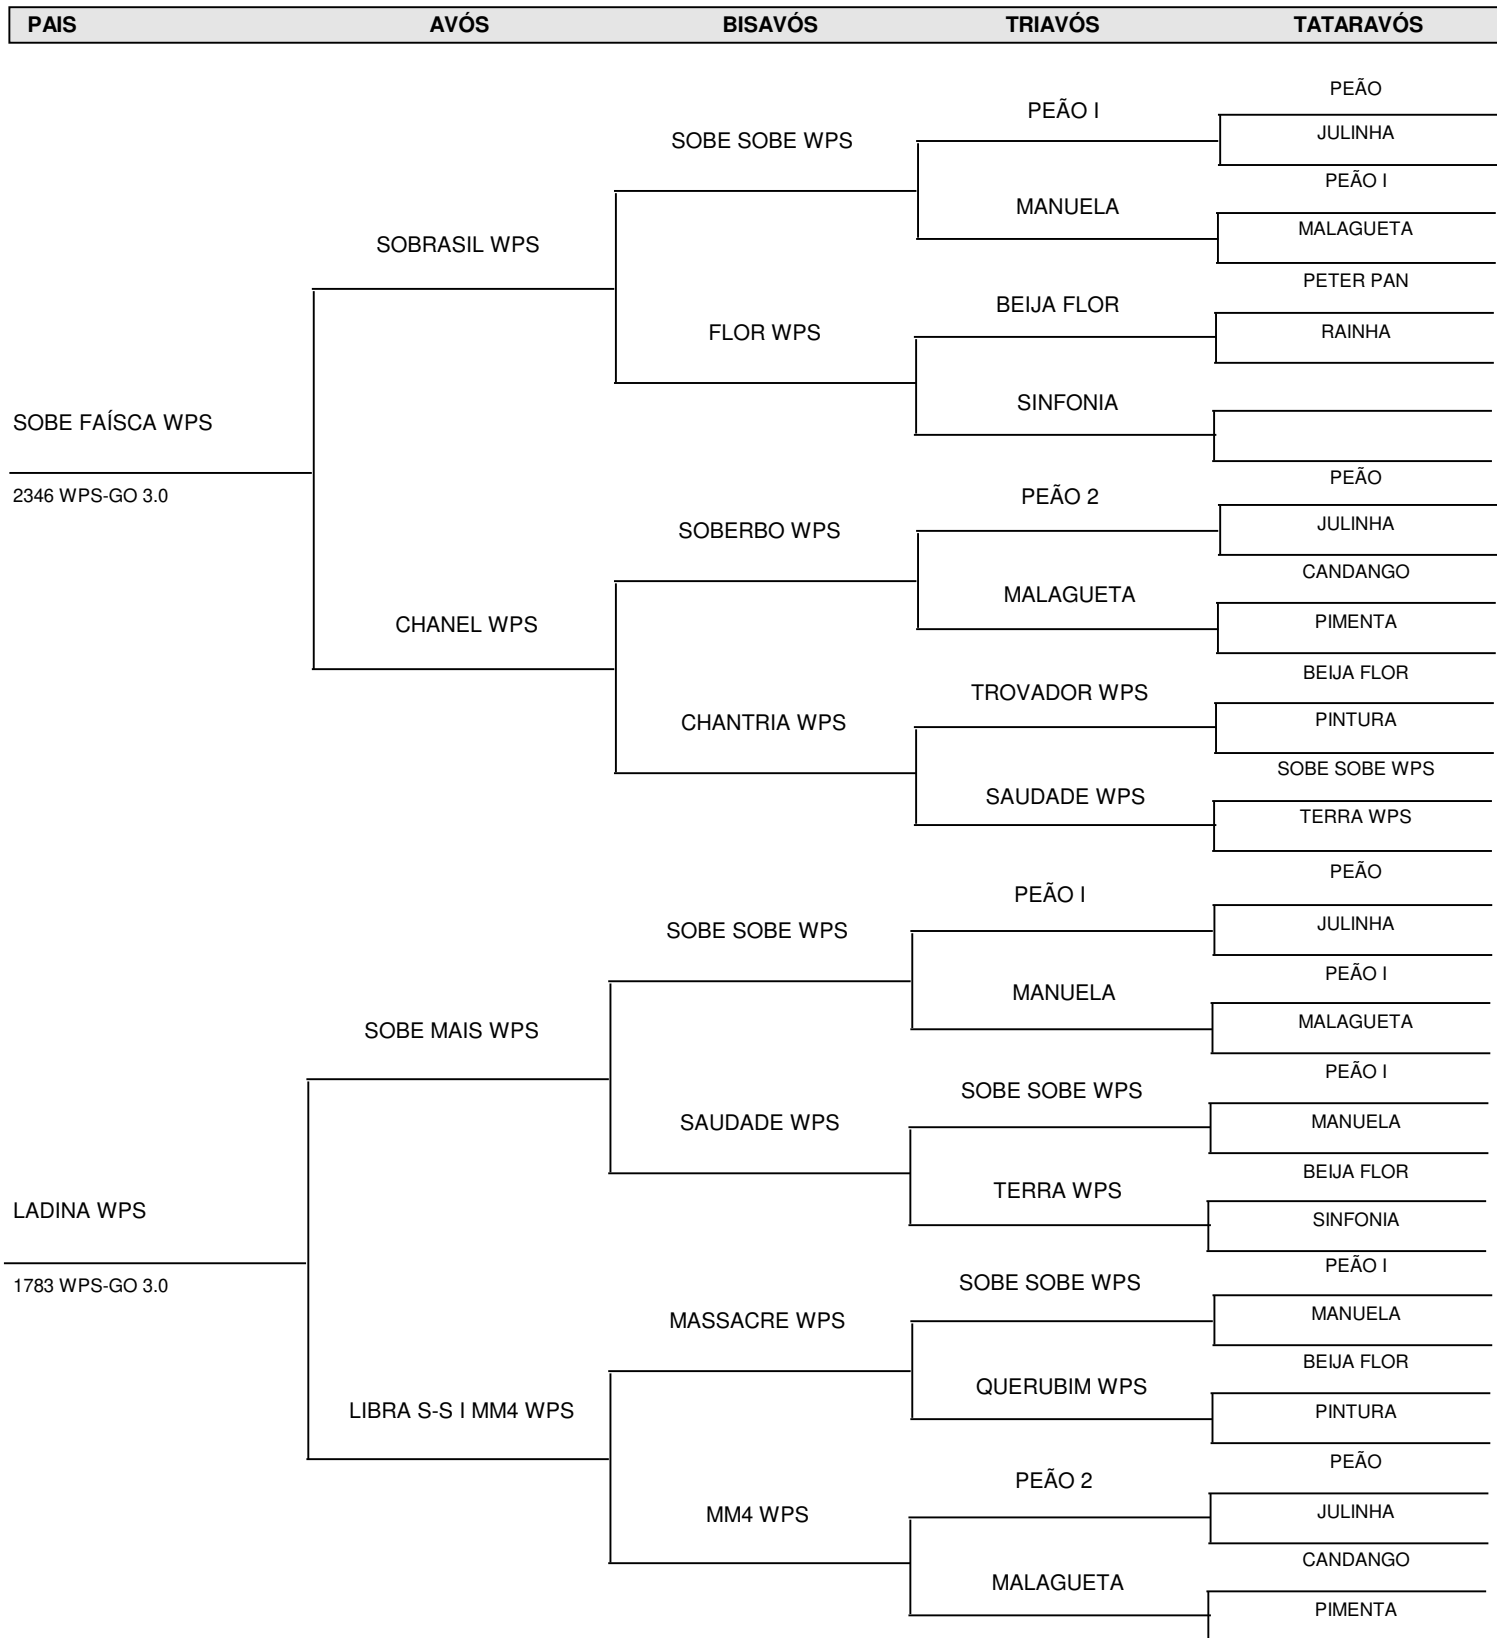 PAIS AVÓS BISAVÓS TRIAVÓS TATARAVÓS
PEÃO
PEÃO I
JULINHA
SOBE SOBE WPS
PEÃO I
MANUELA
MALAGUETA
SOBRASIL WPS
PETER PAN
BEIJA FLOR
RAINHA
FLOR WPS
SINFONIA
SOBE FAÍSCA WPS
PEÃO
2346 WPS-GO 3.0
PEÃO 2
JULINHA
SOBERBO WPS
CANDANGO
MALAGUETA
PIMENTA
CHANEL WPS
BEIJA FLOR
TROVADOR WPS
PINTURA
CHANTRIA WPS
SOBE SOBE WPS
SAUDADE WPS
TERRA WPS
PEÃO
PEÃO I
JULINHA
SOBE SOBE WPS
PEÃO I
MANUELA
MALAGUETA
SOBE MAIS WPS
PEÃO I
SOBE SOBE WPS
MANUELA
SAUDADE WPS
BEIJA FLOR
TERRA WPS
LADINA WPS
SINFONIA
PEÃO I
1783 WPS-GO 3.0
SOBE SOBE WPS
MANUELA
MASSACRE WPS
BEIJA FLOR
QUERUBIM WPS
LIBRA S-S I MM4 WPS
PINTURA
PEÃO
PEÃO 2
JULINHA
MM4 WPS
CANDANGO
MALAGUETA
PIMENTA